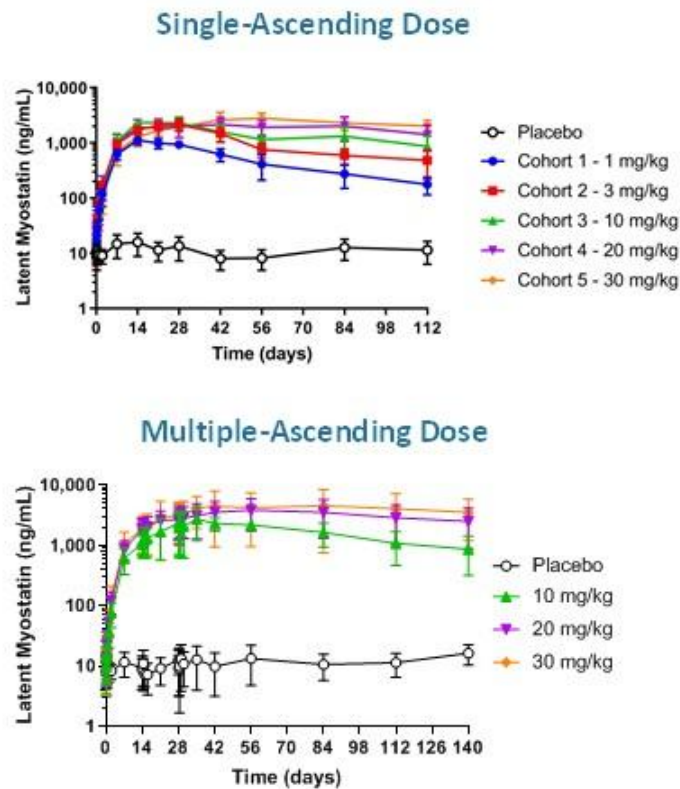 Single-Ascending Dose
10,000
1,000
100
10
1
Latent Myostatin (ng/mL)
0 14 28 42 56 70 84 98 112
Time (days)
Placebo
Cohort 1 - 1 mg/kg
Cohort 2 - 3 mg/kg
Cohort 3 - 10 mg/kg
Cohort 4 - 20 mg/kg
Cohort 5 - 30 mg/kg
Multiple-Ascending Dose
10,000
1,000
100
10
1
Latent Myostatin (ng/mL)
0 14 28 42 56 70 84 98 112 126 140
Time (days)
Placebo
10 mg/kg
20 mg/kg
30 mg/kg